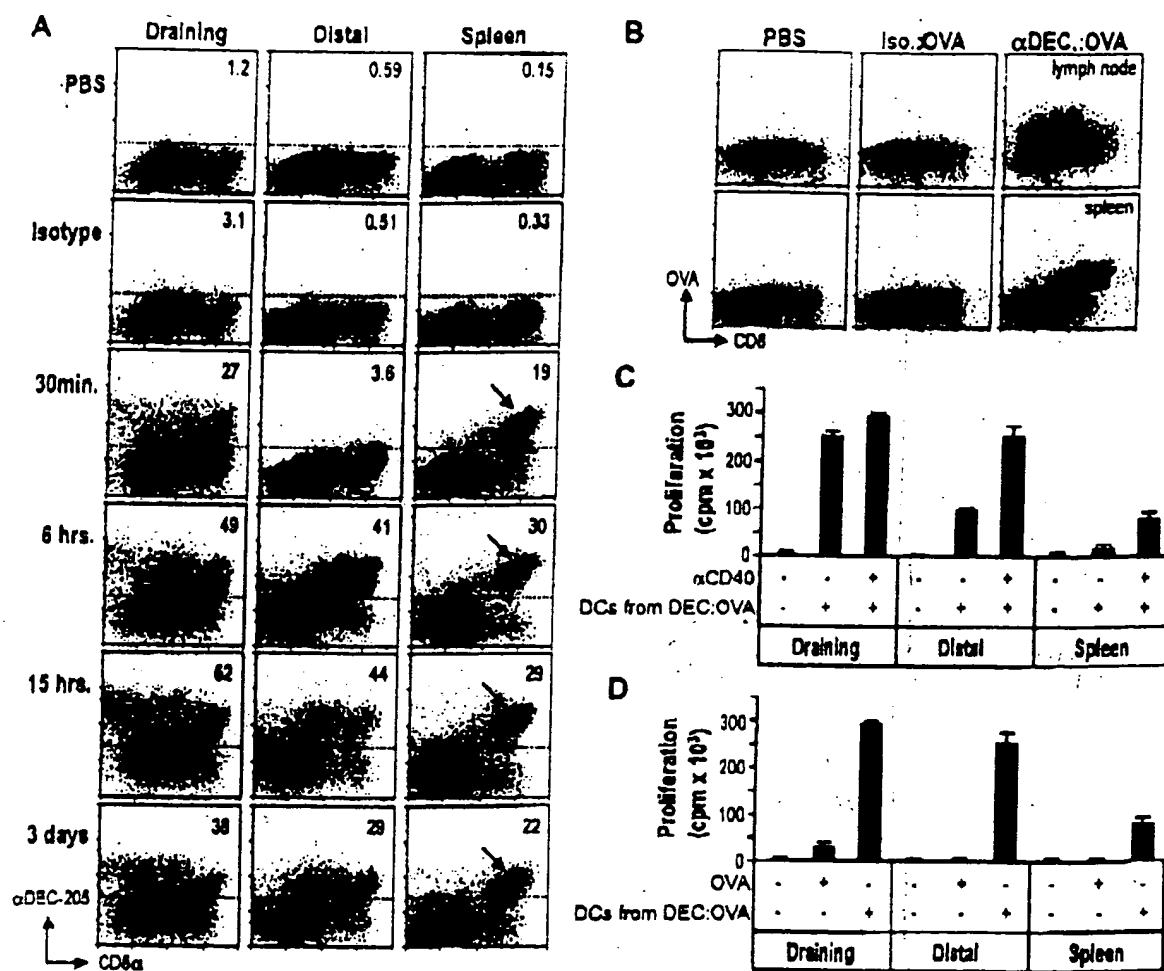 A
Draining Distal Spleen
PBS
1.2 0.59 0.15
Isotype
3.1 0.51 0.33
30min.
27 3.6 19
6 hrs.
49 41 30
15 hrs.
62 44 29
3 days
38 29 22
αDEC-205
CD8α
B
PBS Iso.:OVA αDEC.:OVA
lymph node
spleen
OVA
CD8
C
Proliferation
(cpm x 10³)
300
200
100
0
αCD40 - - + - - + - - +
DCs from DEC:OVA - + + - + + - + +
Draining Distal Spleen
D
Proliferation
(cpm x 10³)
300
200
100
0
OVA - + - - + - - + -
DCs from DEC:OVA - - + - - + - - +
Draining Distal Spleen